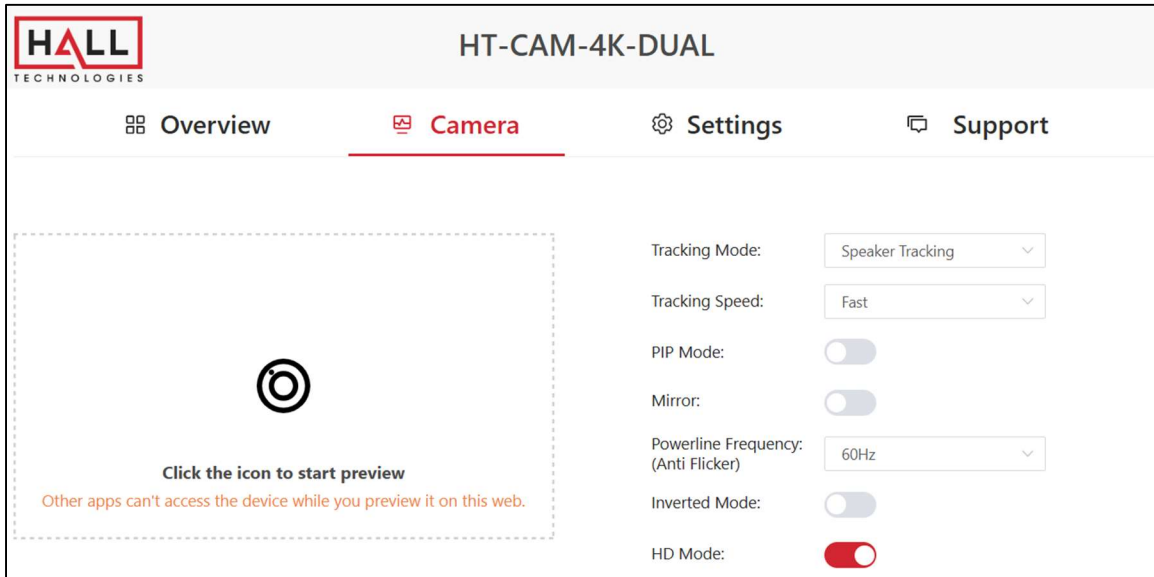 HALL
TECHNOLOGIES
HT-CAM-4K-DUAL
Overview
Camera
Settings
Support
Click the icon to start preview
Other apps can't access the device while you preview it on this web.
Tracking Mode: Speaker Tracking
Tracking Speed: Fast
PIP Mode:
Mirror:
Powerline Frequency:
(Anti Flicker)
60Hz
Inverted Mode:
HD Mode: